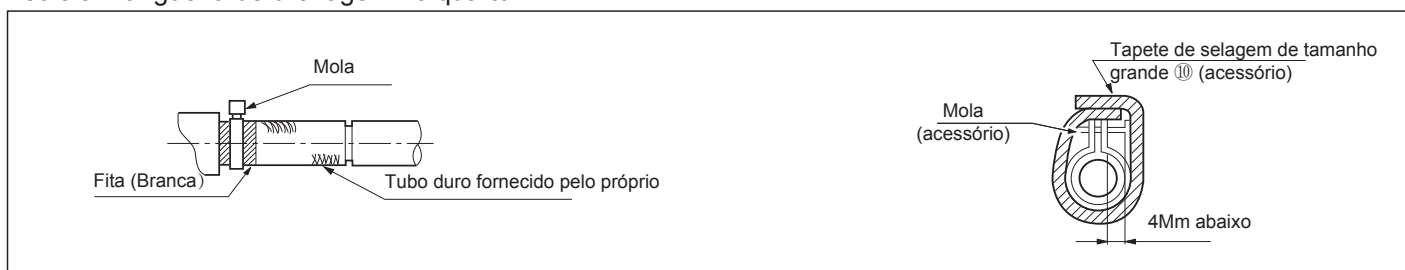 Mola
Fita (Branca)
Tubo duro fornecido pelo próprio
Tapete de selagem de tamanho
grande ⑩ (acessório)
Mola
(acessório)
4Mm abaixo